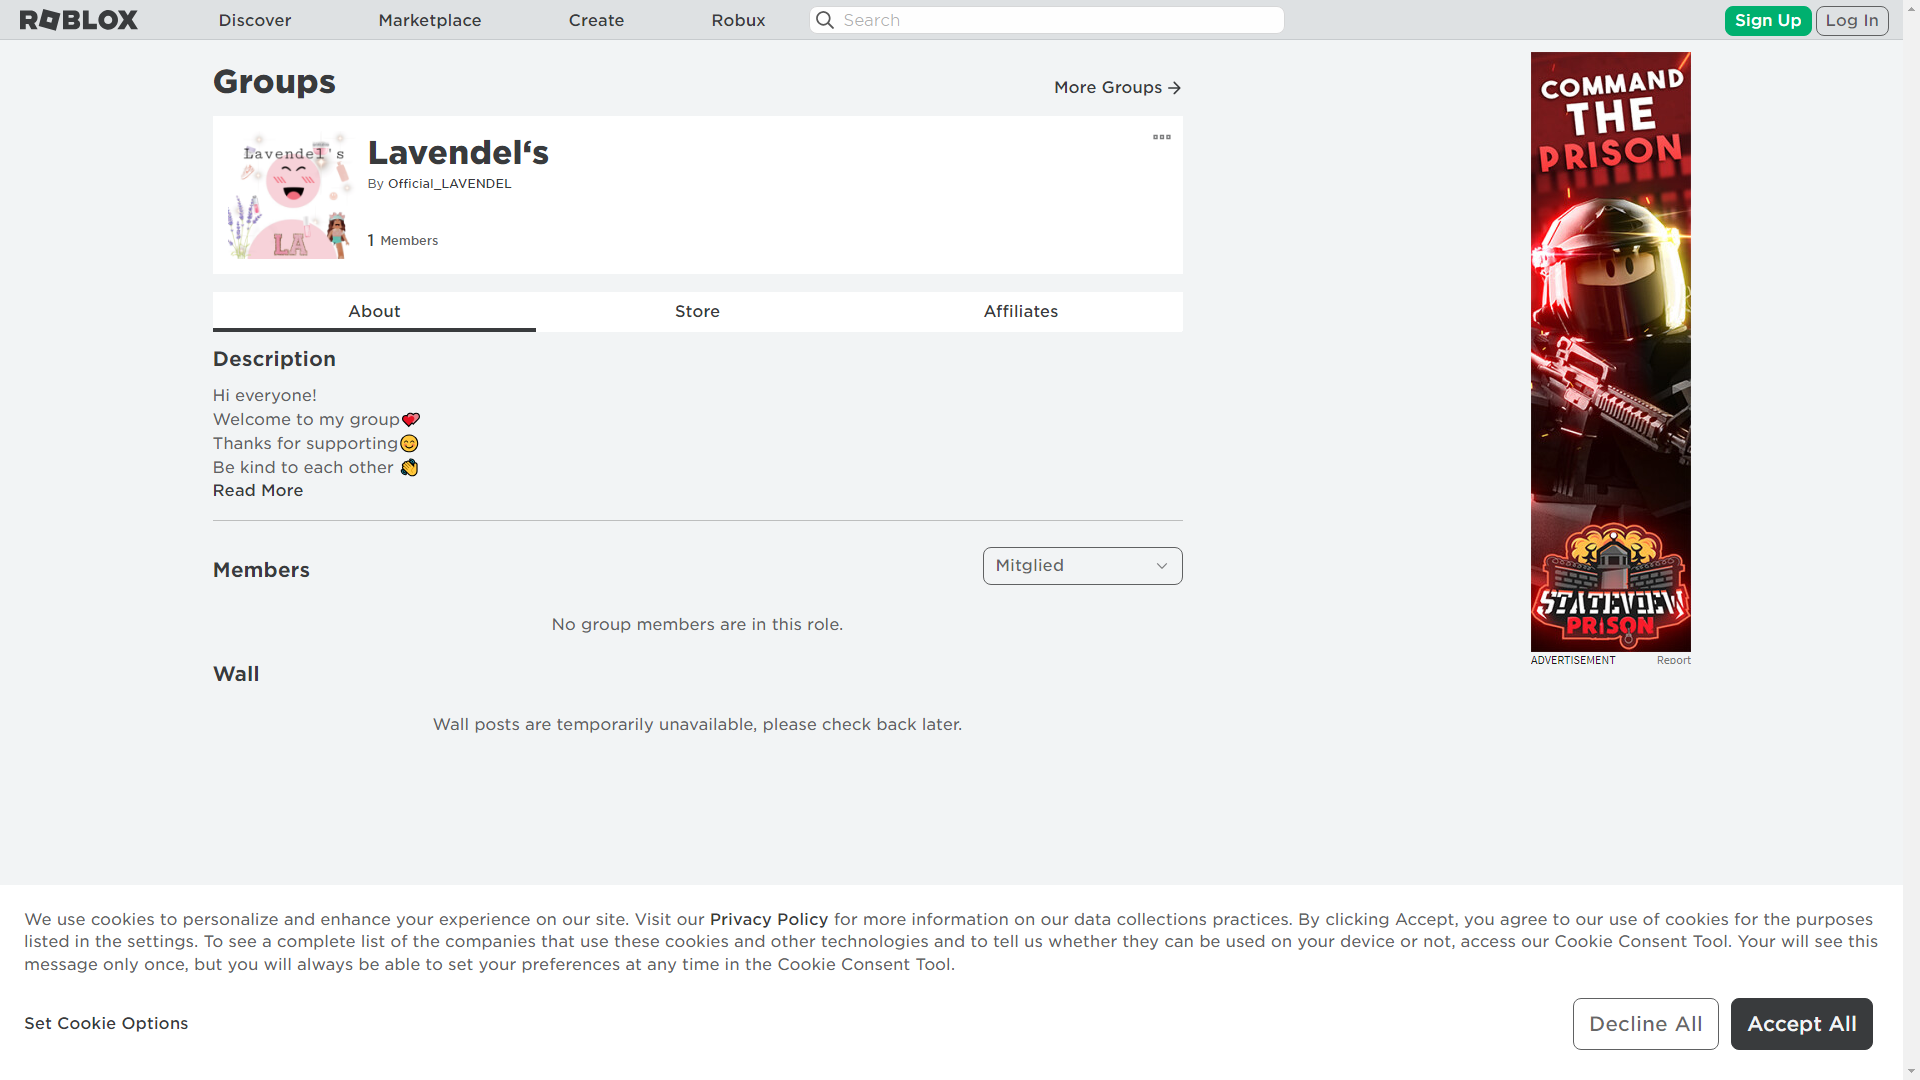 ROBLOX
Discover
Marketplace
Create
Robux
Search
Sign Up
Log In
Groups
More Groups
Lavendel's
LA
Lavendel‘s
By Official_LAVENDEL
1 Members
About
Store
Affiliates
Description
Hi everyone!
Welcome to my group💕
Thanks for supporting😊
Be kind to each other 👋
Read More
Members
Mitglied
No group members are in this role.
Wall
Wall posts are temporarily unavailable, please check back later.
COMMAND
THE
PRISON
STATEVIEW
PRISON
ADVERTISEMENT
Report
We use cookies to personalize and enhance your experience on our site. Visit our Privacy Policy for more information on our data collections practices. By clicking Accept, you agree to our use of cookies for the purposes
listed in the settings. To see a complete list of the companies that use these cookies and other technologies and to tell us whether they can be used on your device or not, access our Cookie Consent Tool. Your will see this
message only once, but you will always be able to set your preferences at any time in the Cookie Consent Tool.
Set Cookie Options
Decline All
Accept All